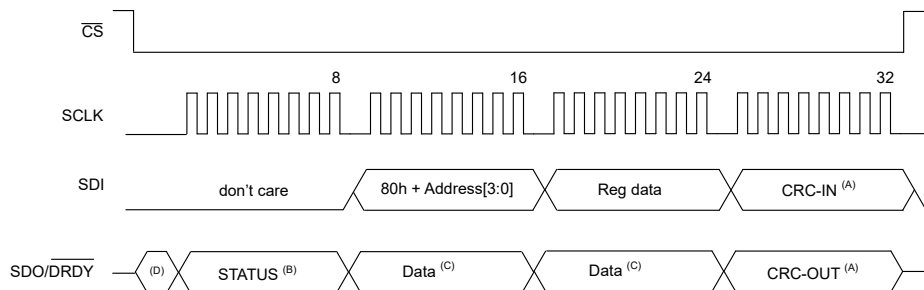 CS
8 16 24 32
SCLK
SDI don't care 80h + Address[3:0] Reg data CRC-IN (A)
SDO/DRDY (D) STATUS (B) Data (C) Data (C) CRC-OUT (A)